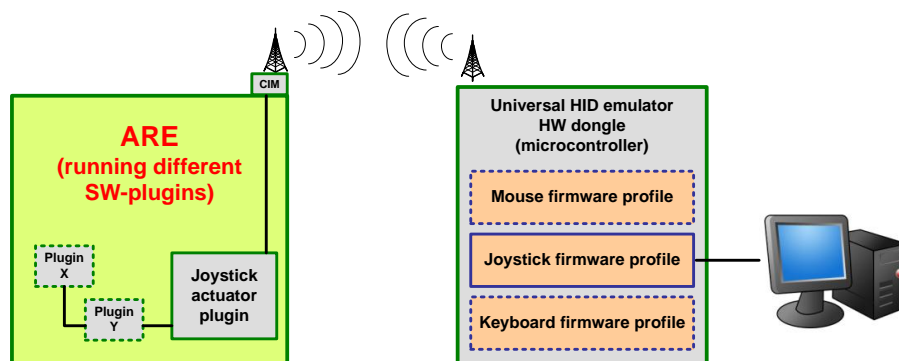 CIM
ARE
(running different
SW-plugins)
Plugin
X
Plugin
Y
Joystick
actuator
plugin
Universal HID emulator
HW dongle
(microcontroller)
Mouse firmware profile
Joystick firmware profile
Keyboard firmware profile